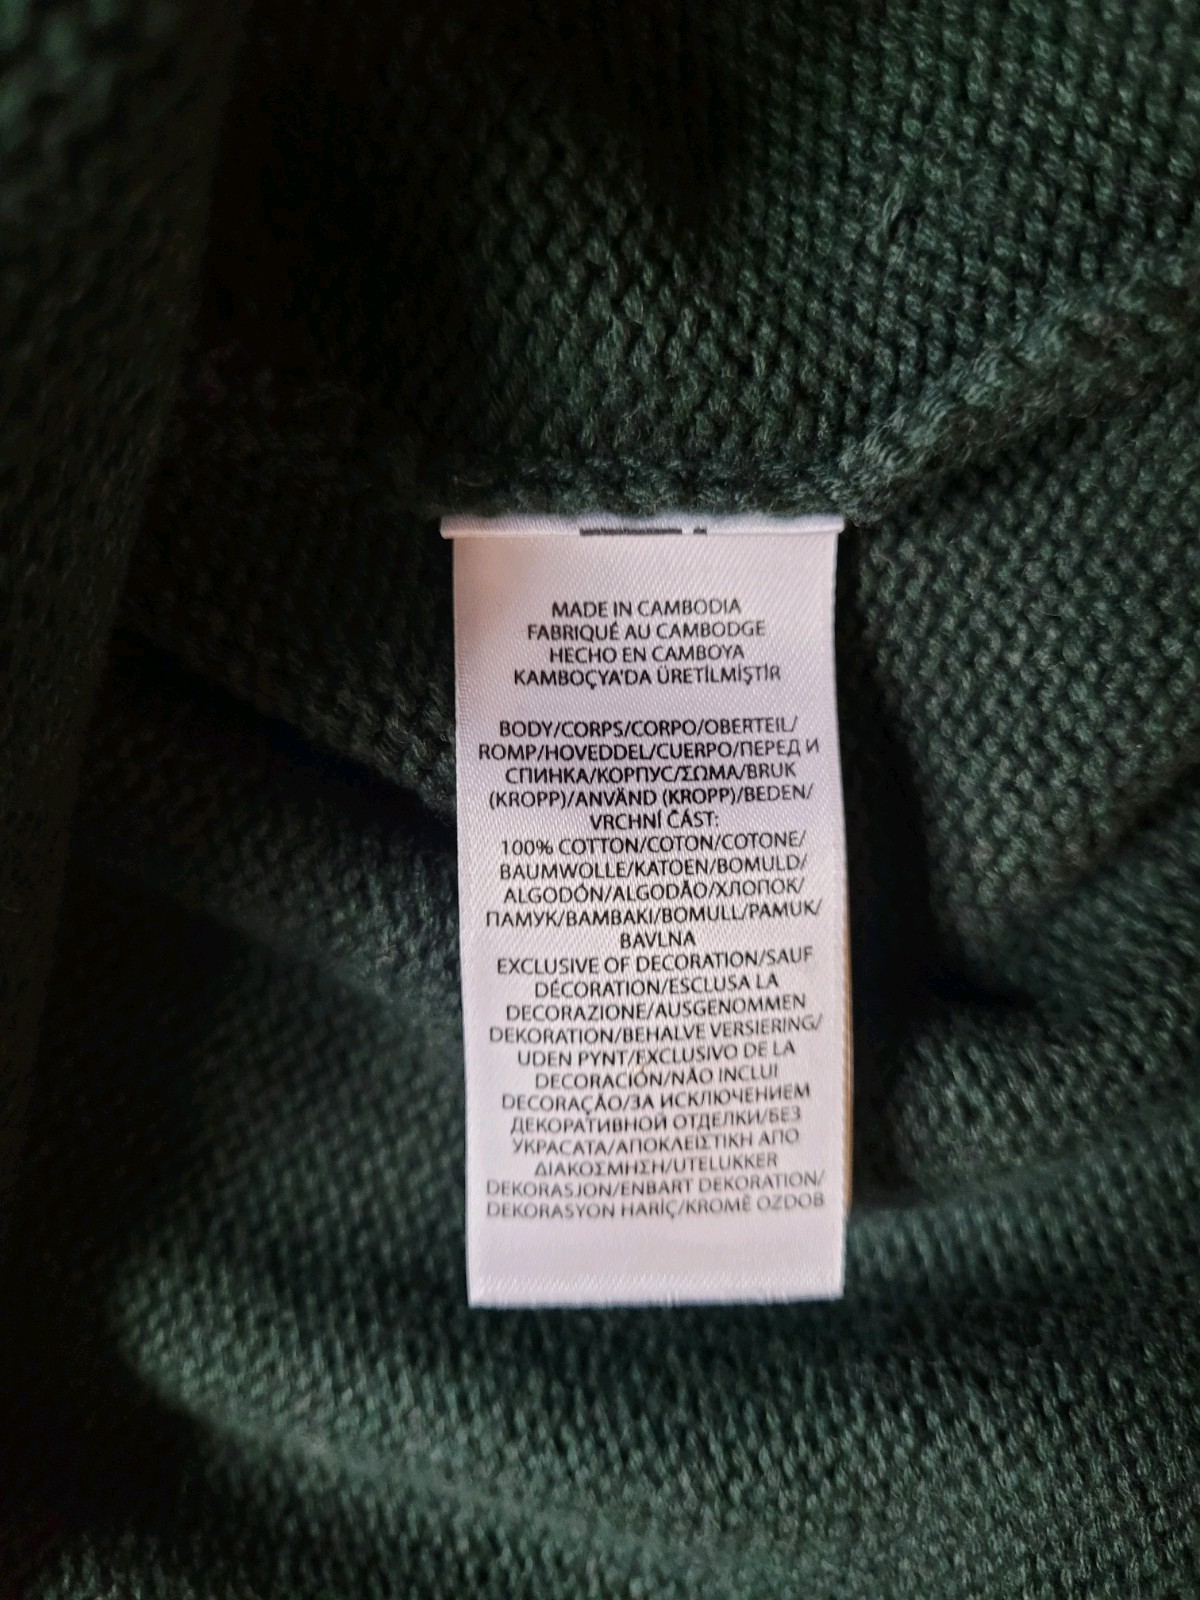 MADE IN CAMBODIA
FABRIQUÉ AU CAMBODGE
HECHO EN CAMBOYA
KAMBOÇYA'DA ÜRETİLMİŞTİR
BODY/CORPS/CORPO/OBERTEIL/
ROMP/HOVEDDEL/CUERPO/ПЕРЕД И
СПИНКА/КОРПУС/ΣΩΜΑ/BRUK
(KROPP)/ANVÄND (KROPP)/BEDEN/
VRCHNÍ ČÁST:
100% COTTON/COTON/COTONE/
BAUMWOLLE/KATOEN/BOMULD/
ALGODÓN/ALGODÃO/ХЛОПОК/
ПАМУК/ΒΑΜΒΑΚΙ/BOMULL/PAMUK/
BAVLNA
EXCLUSIVE OF DECORATION/SAUF
DÉCORATION/ESCLUSA LA
DECORAZIONE/AUSGENOMMEN
DEKORATION/BEHALVE VERSIERING/
UDEN PYNT/EXCLUSIVO DE LA
DECORACIÓN/NÃO INCLUI
DECORAÇÃO/ЗА ИСКЛЮЧЕНИЕМ
ДЕКОРАТИВНОЙ ОТДЕЛКИ/БЕЗ
УКРАСАТА/ΑΠΟΚΛΕΙΣΤΙΚΗ ΑΠΟ
ΔΙΑΚΟΣΜΗΣΗ/UTELUKKER
DEKORASJON/ENBART DEKORATION/
DEKORASYON HARİÇ/KROMĚ OZDOB